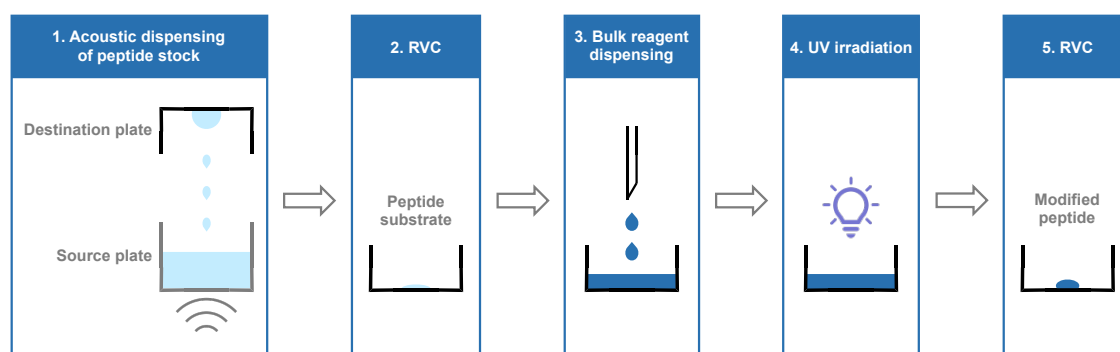 1. Acoustic dispensing
of peptide stock
Destination plate
Source plate
2. RVC
Peptide
substrate
3. Bulk reagent
dispensing
4. UV irradiation
5. RVC
Modified
peptide